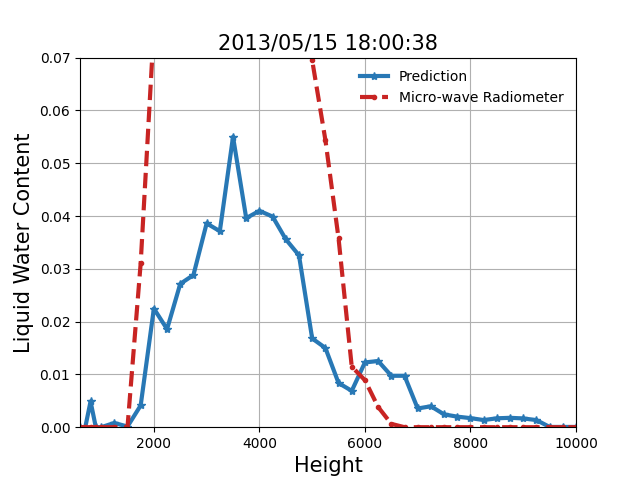 2013/05/15 18:00:38
0.07
0.06
0.05
0.04
0.03
0.02
0.01
0.00
Liquid Water Content
Prediction
Micro-wave Radiometer
2000 4000 6000 8000 10000
Height